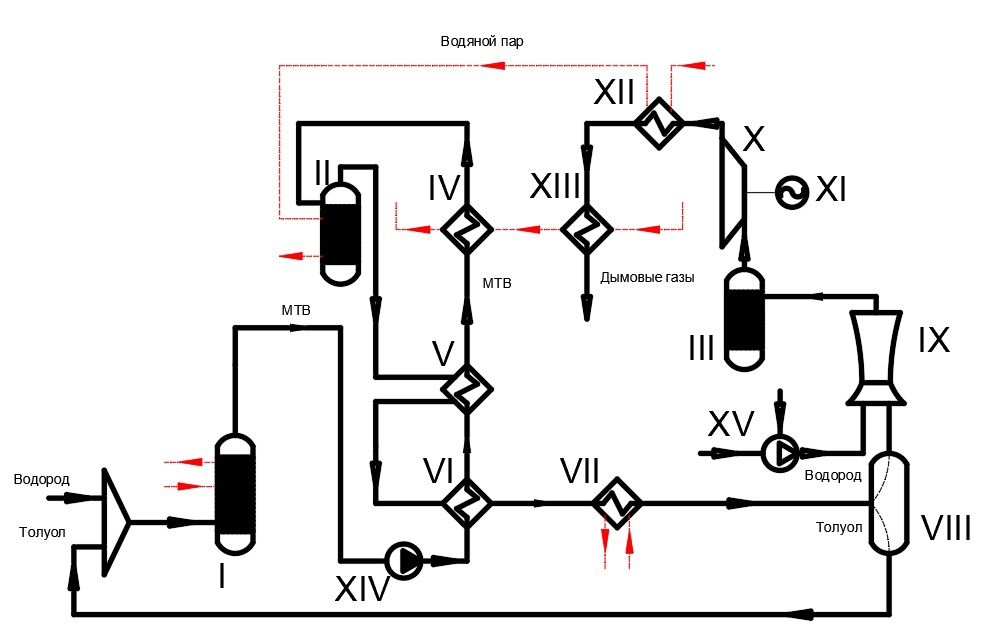 Водяной пар
XII
X
II
IV
XIII
XI
МТВ
Дымовые газы
МТВ
V
III
IX
XV
VI
VII
Водород
Водород
Толуол
Толуол
VIII
I
XIV